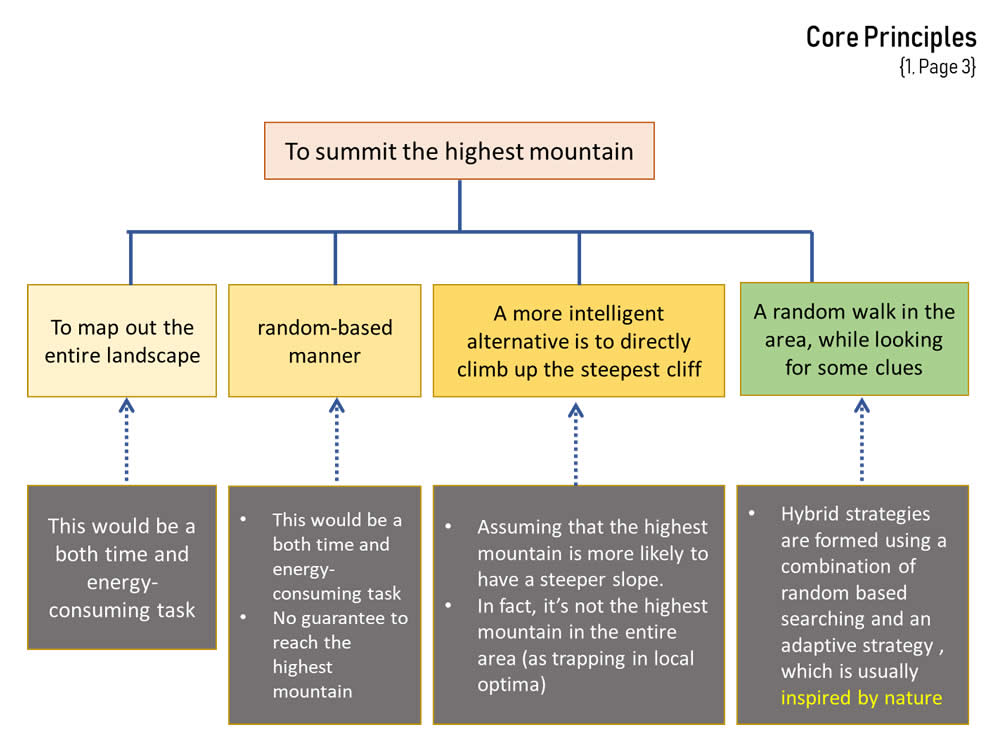 Core Principles
{1, Page 3}
To summit the highest mountain
To map out the
entire landscape
random-based
manner
A more intelligent
alternative is to directly
climb up the steepest cliff
A random walk in the
area, while looking
for some clues
This would be a
both time and
energy-
consuming task
• This would be a
both time and
energy-
consuming task
• No guarantee to
reach the
highest
mountain
• Assuming that the highest
mountain is more likely to
have a steeper slope.
• In fact, it’s not the highest
mountain in the entire
area (as trapping in local
optima)
• Hybrid strategies
are formed using a
combination of
random based
searching and an
adaptive strategy ,
which is usually
inspired by nature